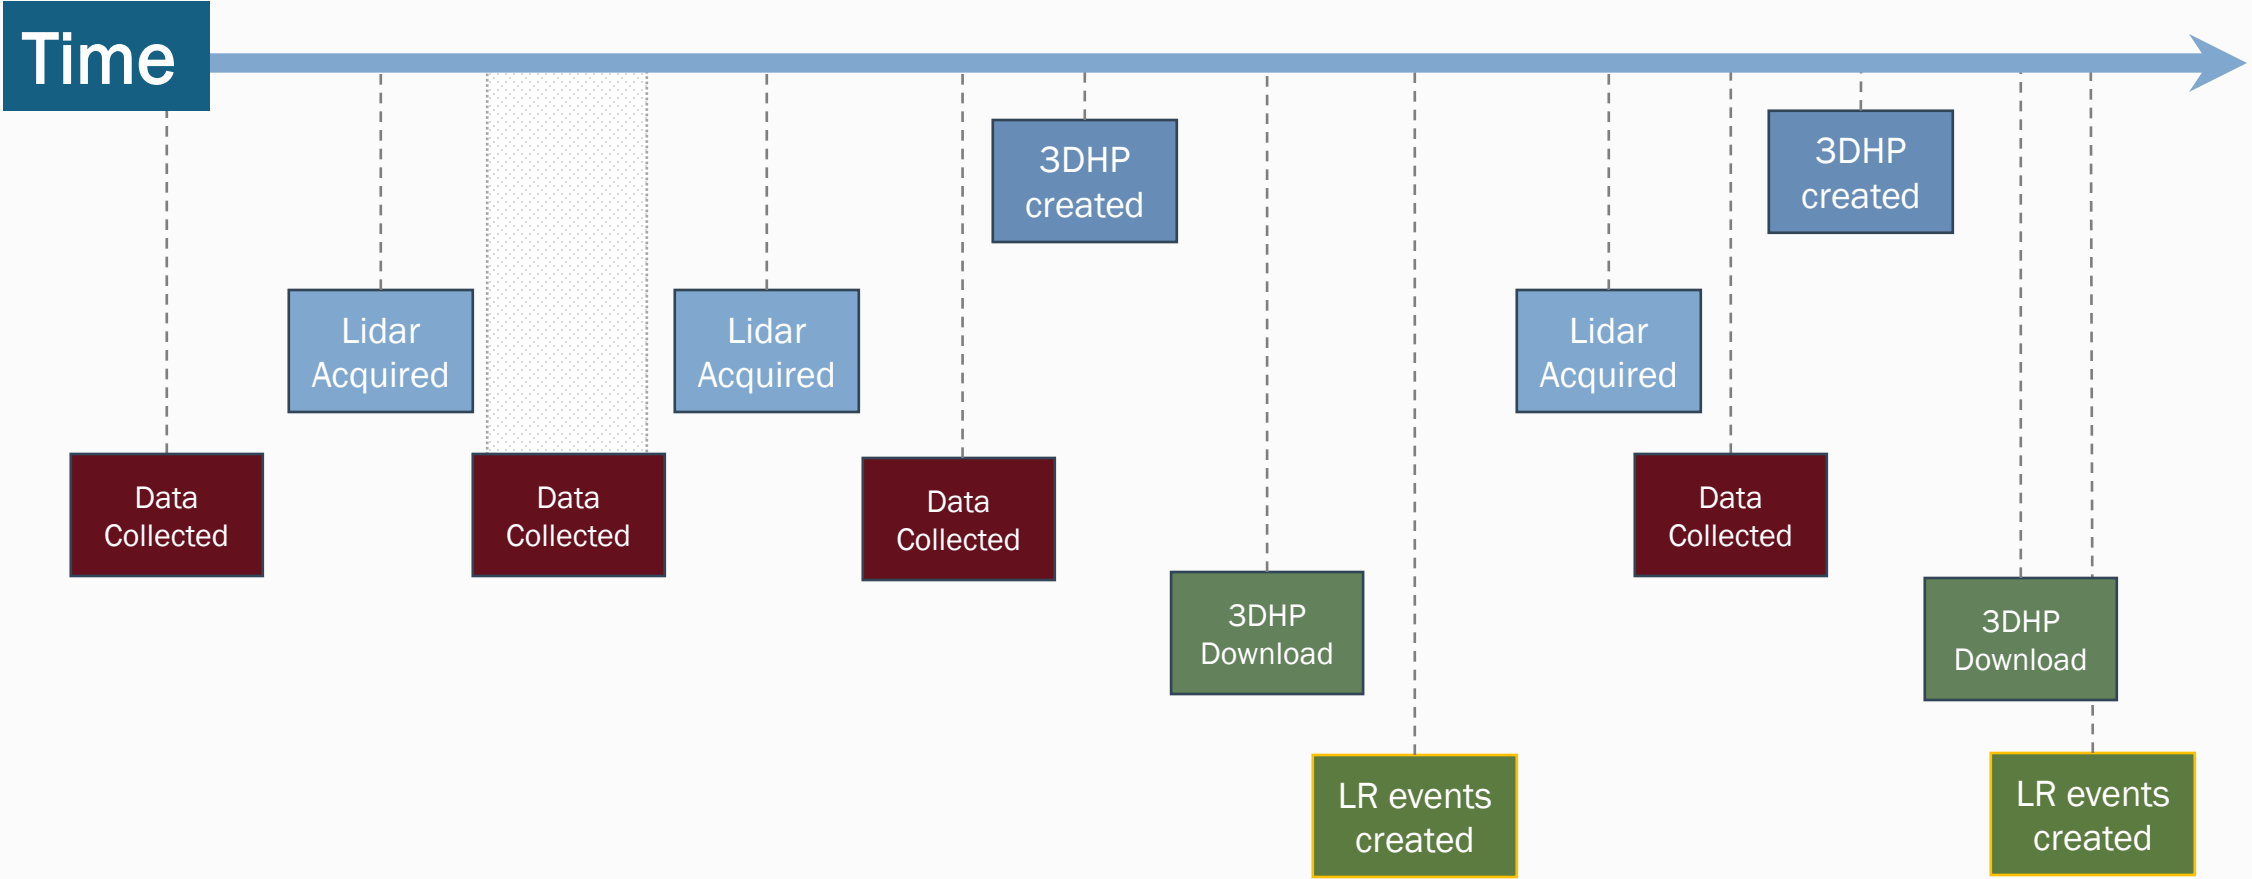 Time
3DHP
created
3DHP
created
Lidar
Acquired
Lidar
Acquired
Lidar
Acquired
Data
Collected
Data
Collected
Data
Collected
Data
Collected
3DHP
Download
3DHP
Download
LR events
created
LR events
created